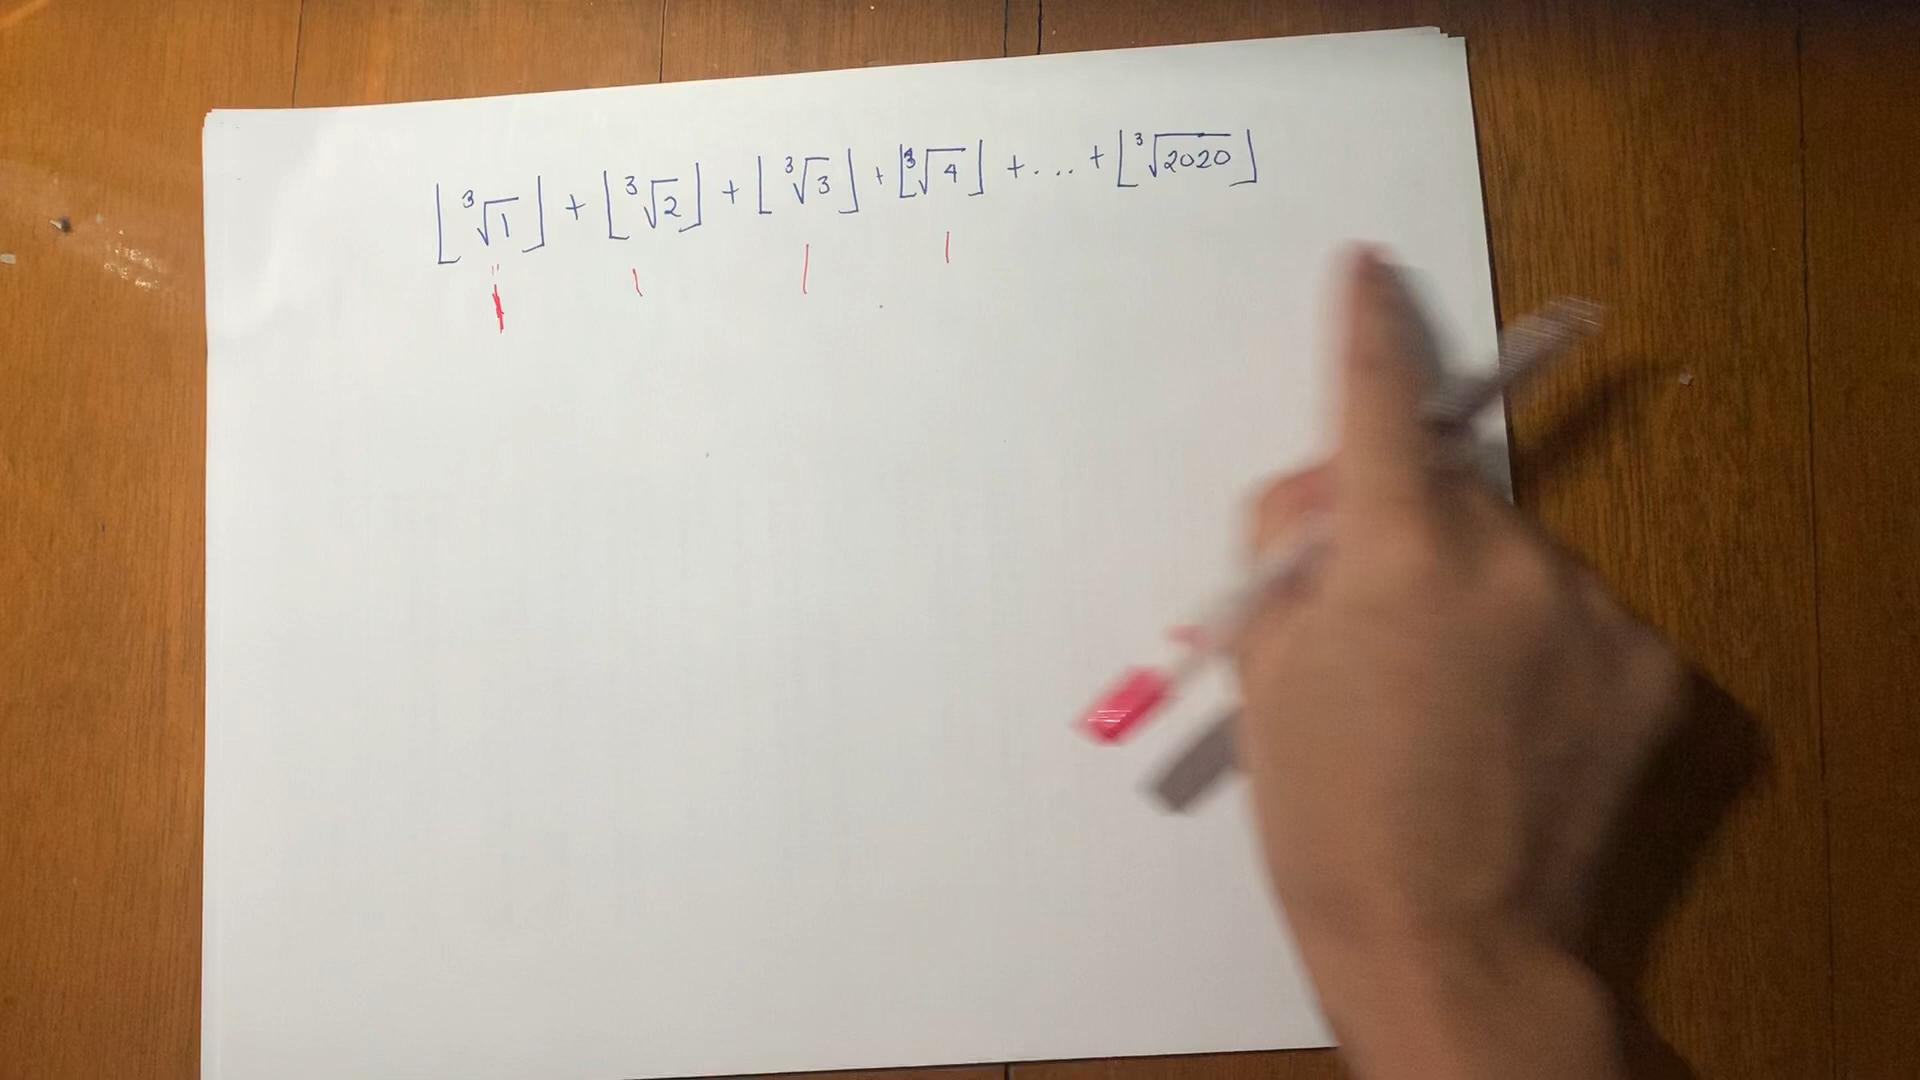 ⌊∛1⌋ + ⌊∛2⌋ + ⌊∛3⌋ + ⌊∛4⌋ + ... + ⌊∛2020⌋
" 
1 1 1 1